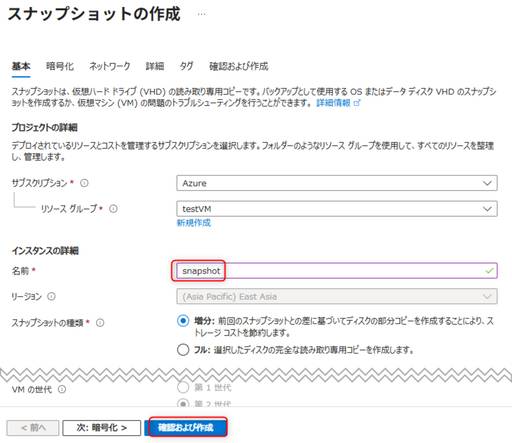 スナップショットの作成 …
基本 暗号化 ネットワーク 詳細 タグ 確認および作成
スナップショットは、仮想ハード ドライブ (VHD) の読み取り専用コピーです。バックアップとして使用する OS またはデータ ディスク VHD のスナップシ
ョットを作成するか、仮想マシン (VM) の問題のトラブルシューティングを行うことができます。 詳細情報
プロジェクトの詳細
デプロイされているリソースとコストを管理するサブスクリプションを選択します。フォルダーのようなリソース グループを使用して、すべてのリソースを整理
し、管理します。
サブスクリプション * Azure
リソース グループ * testVM
新規作成
インスタンスの詳細
名前 * snapshot
リージョン (Asia Pacific) East Asia
スナップショットの種類 * 増分: 前回のスナップショットとの差に基づいてディスクの部分コピーを作成することにより、ス
トレージ コストを節約します。
フル: 選択したディスクの完全な読み取り専用コピーを作成します。
VM の世代 第 1 世代
第 2 世代
< 前へ 次: 暗号化 > 確認および作成